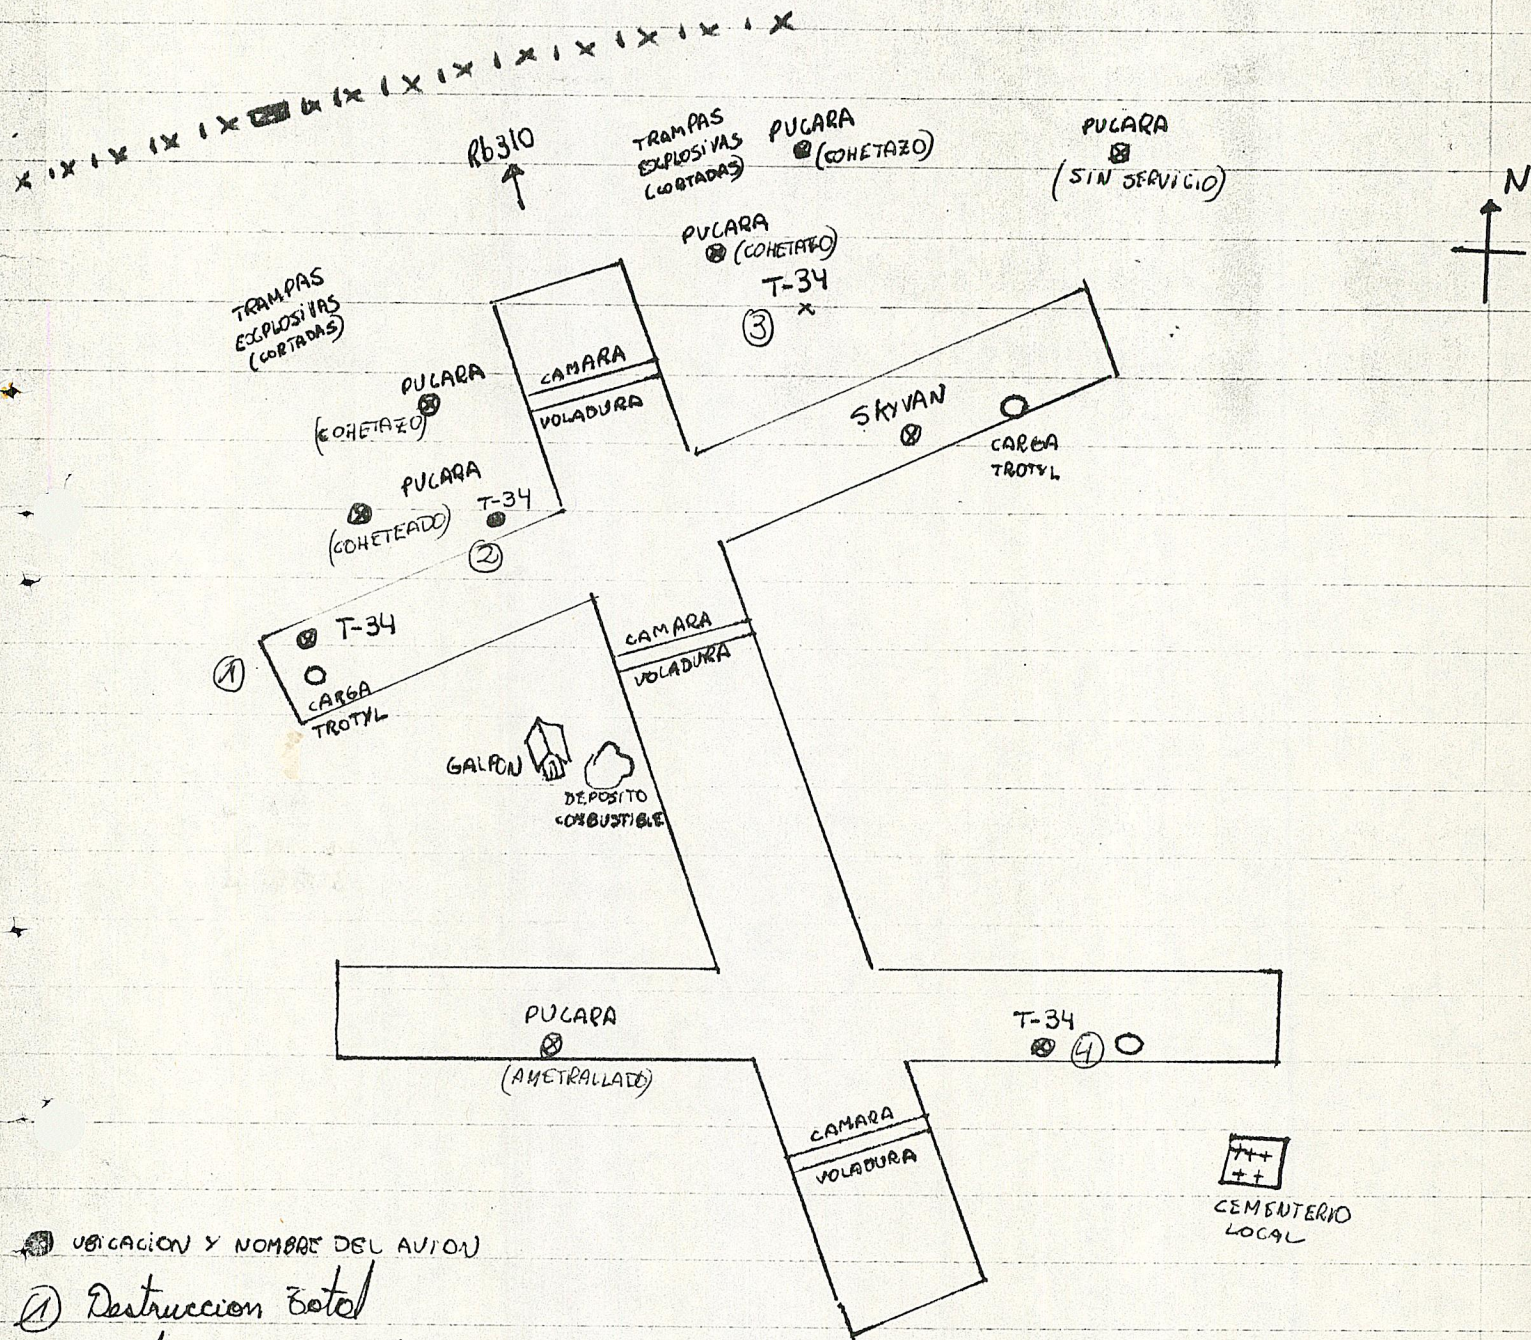 Rb310
TRAMPAS
EXPLOSIVAS
(CORTADAS)
PUCARA
(COHETAZO)
PUCARA
(SIN SERVICIO)
N
PUCARA
(COHETAZO)
T-34
3
TRAMPAS
EXPLOSIVAS
(CORTADAS)
PUCARA
(COHETAZO)
CAMARA
VOLADURA
SKYVAN
CARGA
TROTYL
PUCARA
(COHETEADO)
T-34
2
T-34
1
CARGA
TROTYL
CAMARA
VOLADURA
GALPON
DEPOSITO
COMBUSTIBLE
PUCARA
(AMETRALLADO)
T-34
4
CAMARA
VOLADURA
CEMENTERIO
LOCAL
UBICACION Y NOMBRE DEL AVION
1 Destruccion Total